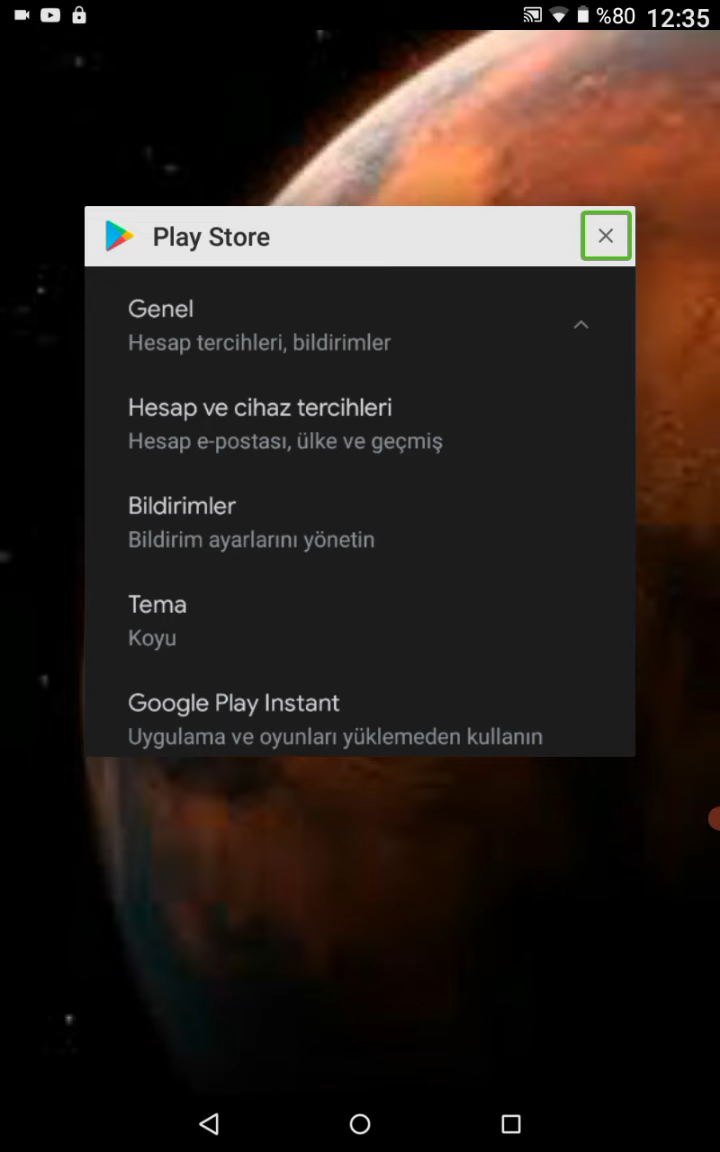 %80 12:35
Play Store
Genel
Hesap tercihleri, bildirimler
Hesap ve cihaz tercihleri
Hesap e-postası, ülke ve geçmiş
Bildirimler
Bildirim ayarlarını yönetin
Tema
Koyu
Google Play Instant
Uygulama ve oyunları yüklemeden kullanın